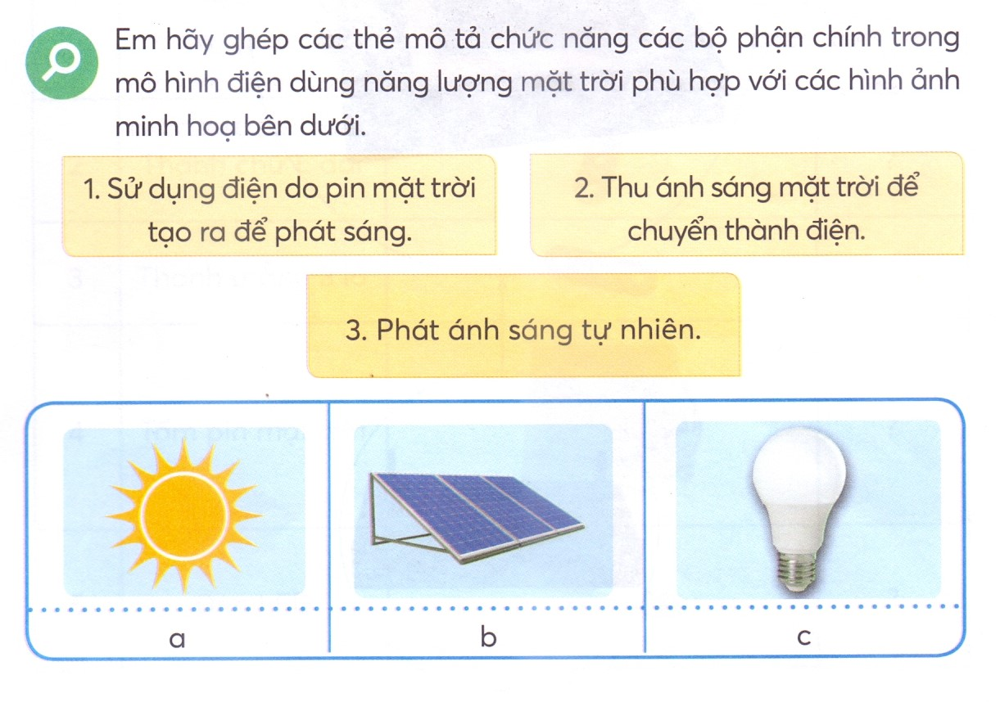 Em hãy ghép các thẻ mô tả chức năng các bộ phận chính trong
mô hình điện dùng năng lượng mặt trời phù hợp với các hình ảnh
minh hoạ bên dưới.
1. Sử dụng điện do pin mặt trời
tạo ra để phát sáng.
2. Thu ánh sáng mặt trời để
chuyển thành điện.
3. Phát ánh sáng tự nhiên.
a
b
c